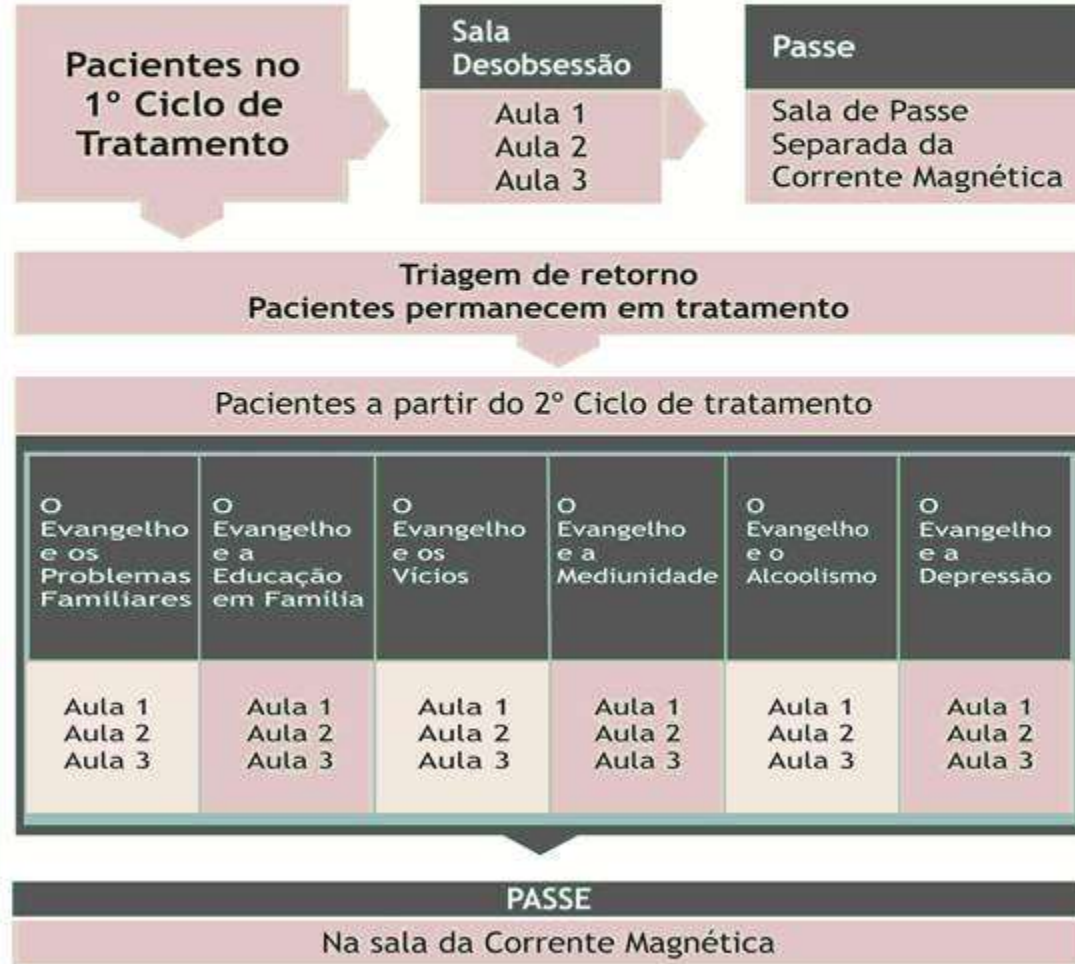 Pacientes no
1º Ciclo de
Tratamento
Sala
Desobsessão
Aula 1
Aula 2
Aula 3
Passe
Sala de Passe
Separada da
Corrente Magnética
Triagem de retorno
Pacientes permanecem em tratamento
Pacientes a partir do 2º Ciclo de tratamento
O
Evangelho
e os
Problemas
Familiares
Aula 1
Aula 2
Aula 3
O
Evangelho
e a
Educação
em Família
Aula 1
Aula 2
Aula 3
O
Evangelho
e os
Vícios
Aula 1
Aula 2
Aula 3
O
Evangelho
e a
Mediunidade
Aula 1
Aula 2
Aula 3
O
Evangelho
e o
Alcoolismo
Aula 1
Aula 2
Aula 3
O
Evangelho
e a
Depressão
Aula 1
Aula 2
Aula 3
PASSE
Na sala da Corrente Magnética